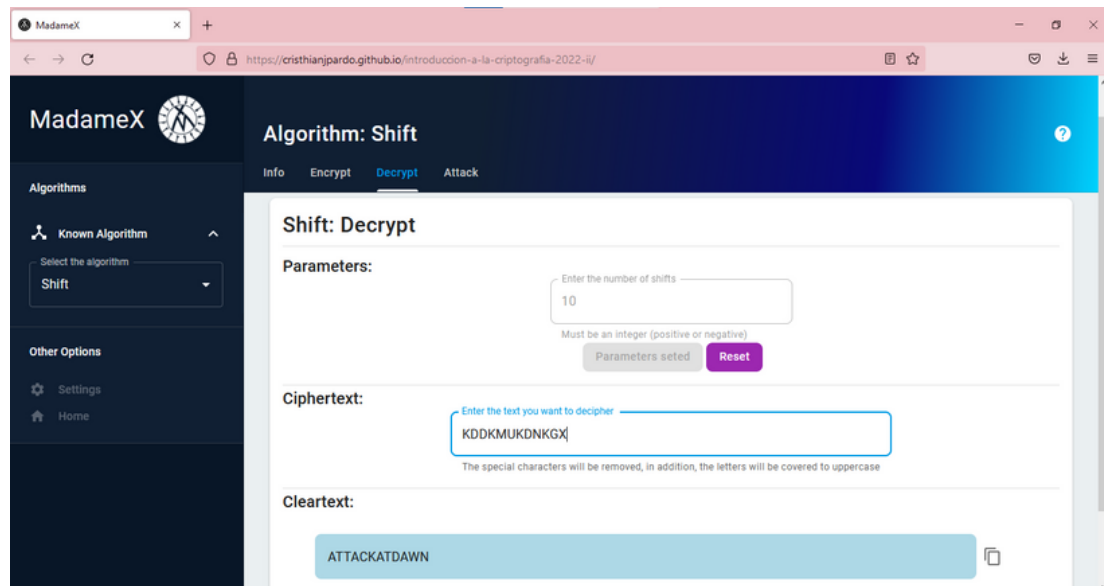 MadameX
https://cristhianjpardo.github.io/introduccion-a-la-criptografia-2022-ii/
MadameX
Algorithms
Known Algorithm
Select the algorithm
Shift
Other Options
Settings
Home
Algorithm: Shift
Info Encrypt Decrypt Attack
Shift: Decrypt
Parameters:
Enter the number of shifts
10
Must be an integer (positive or negative)
Parameters seted Reset
Ciphertext:
Enter the text you want to decipher
KDDKMUKDNKGX
The special characters will be removed, in addition, the letters will be covered to uppercase
Cleartext:
ATTACKATDAWN